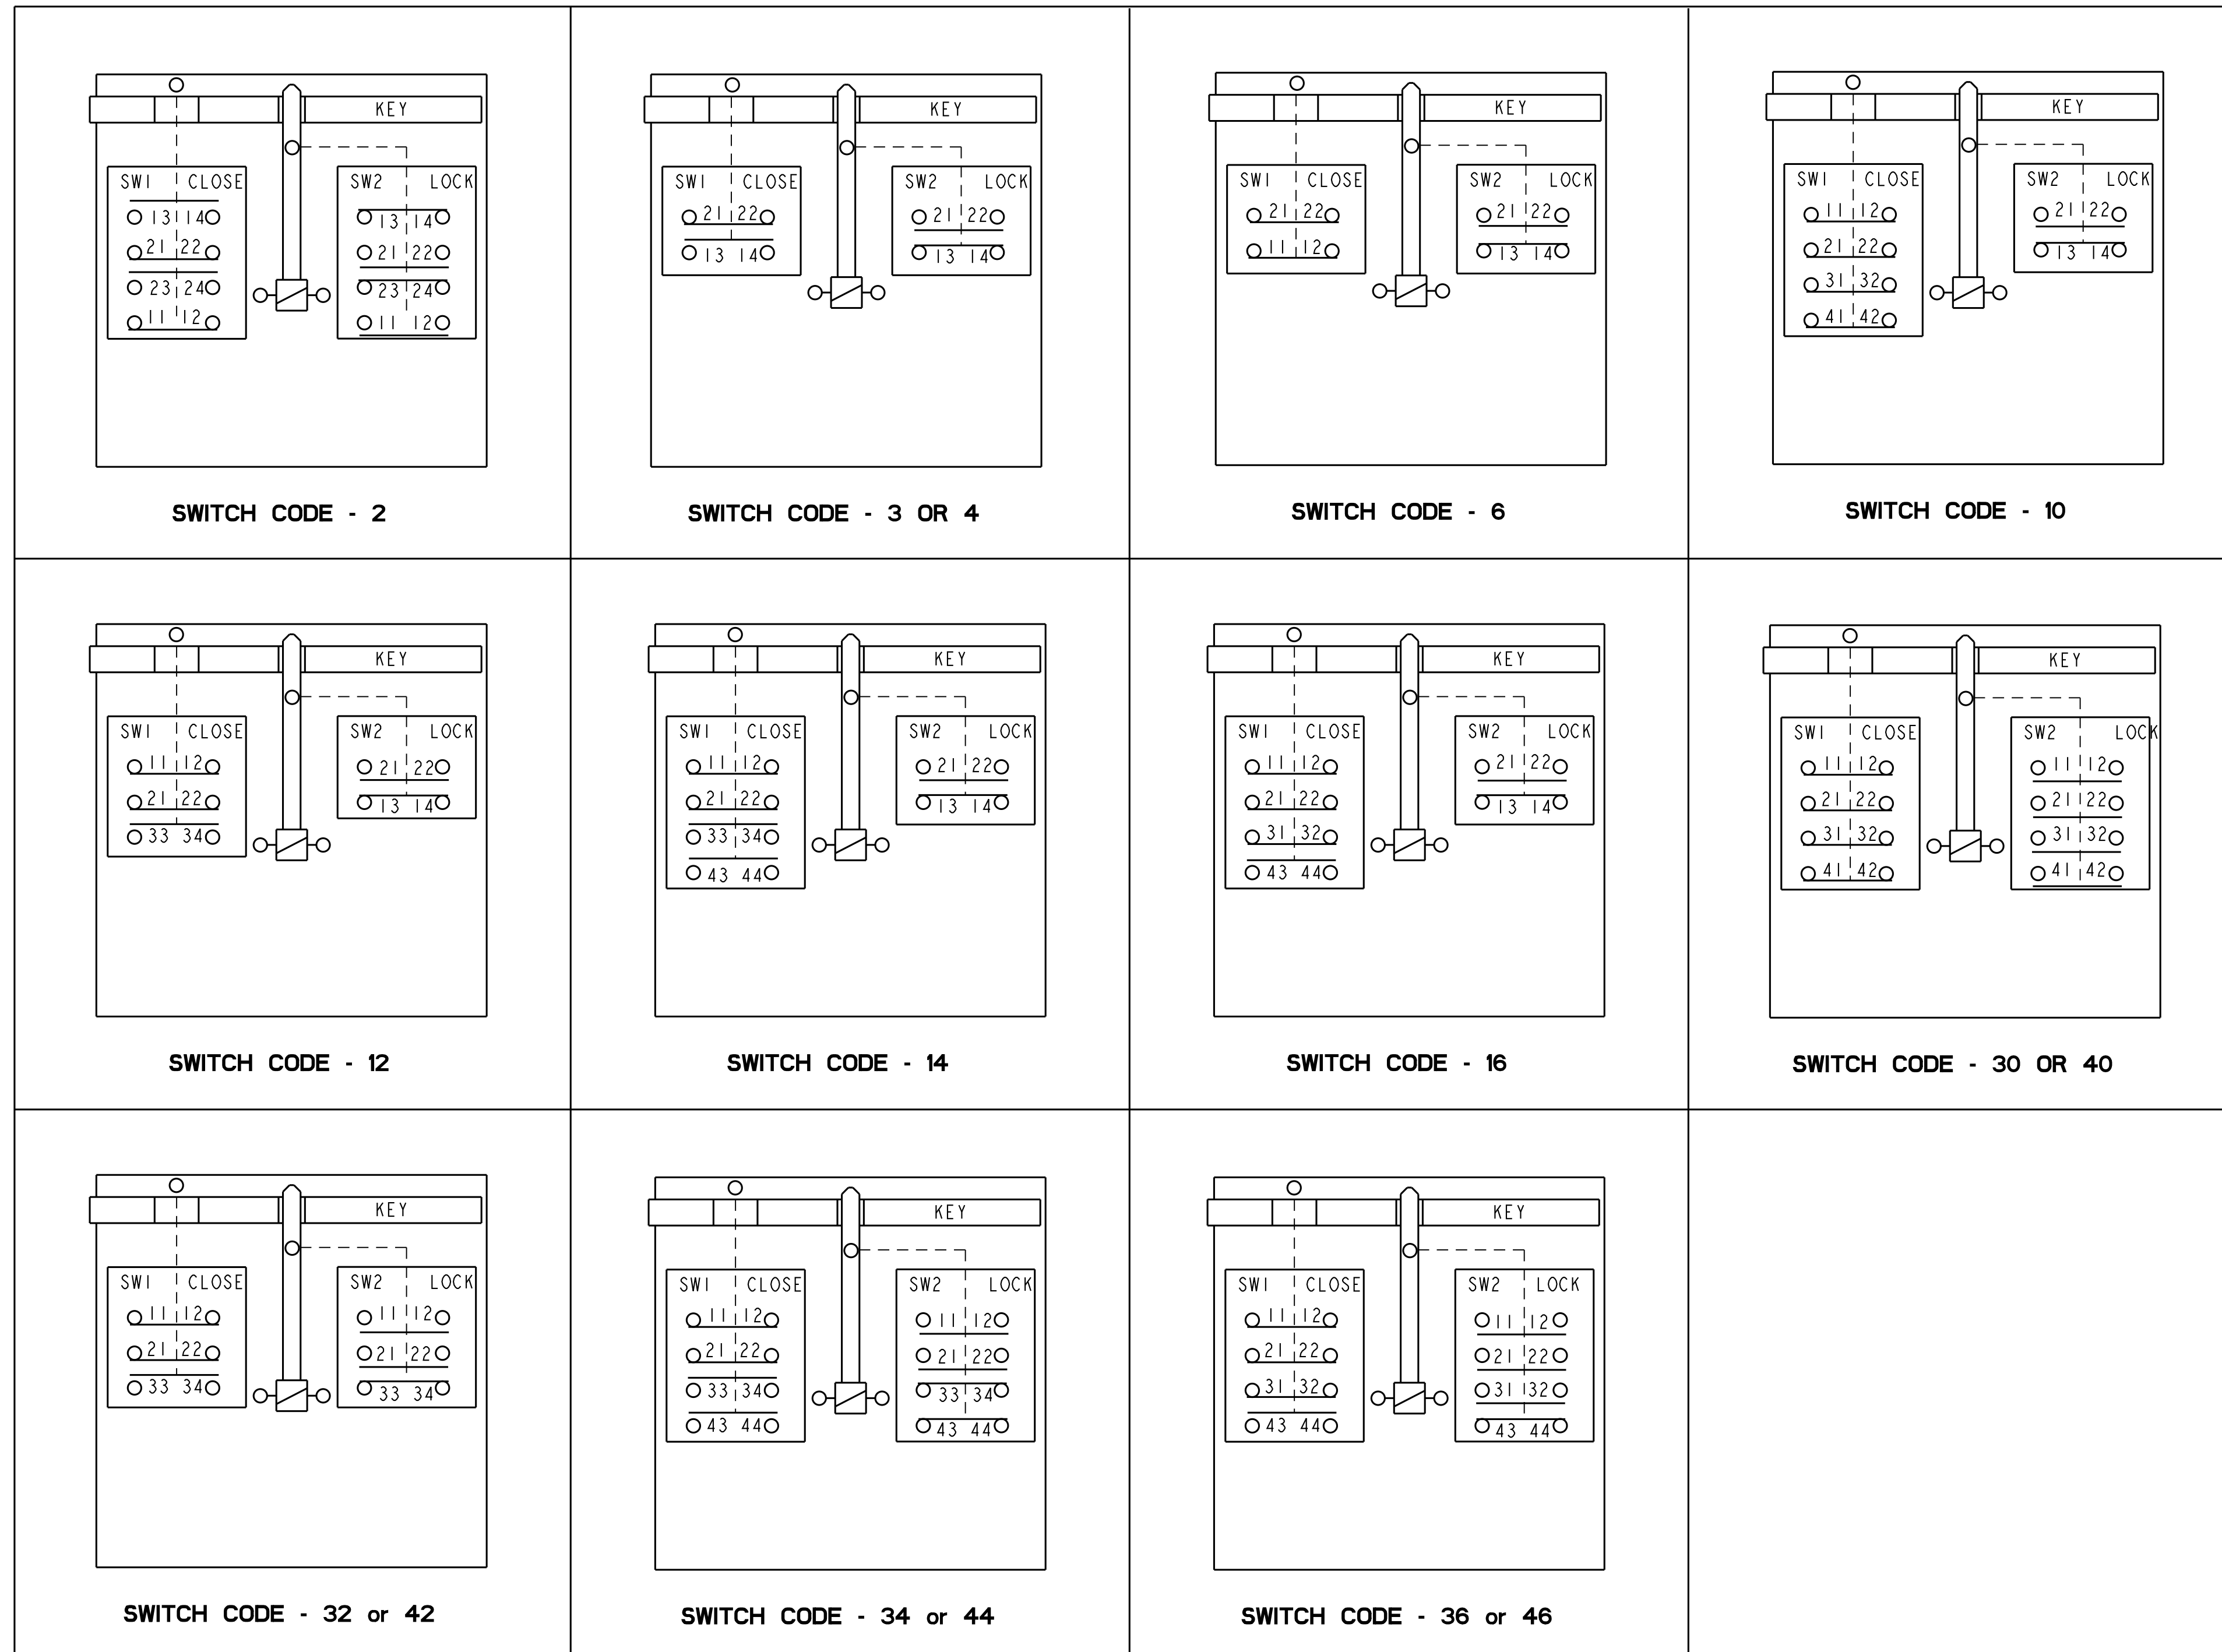 KEY
SW1 CLOSE
13 14
21 22
23 24
11 12
SW2 LOCK
13 14
21 22
23 24
11 12
SWITCH CODE - 2
KEY
SW1 CLOSE
21 22
13 14
SW2 LOCK
21 22
13 14
SWITCH CODE - 3 OR 4
KEY
SW1 CLOSE
21 22
11 12
SW2 LOCK
21 22
13 14
SWITCH CODE - 6
KEY
SW1 CLOSE
11 12
21 22
31 32
41 42
SW2 LOCK
21 22
13 14
SWITCH CODE - 10
KEY
SW1 CLOSE
11 12
21 22
33 34
SW2 LOCK
21 22
13 14
SWITCH CODE - 12
KEY
SW1 CLOSE
11 12
21 22
33 34
43 44
SW2 LOCK
21 22
13 14
SWITCH CODE - 14
KEY
SW1 CLOSE
11 12
21 22
31 32
43 44
SW2 LOCK
21 22
13 14
SWITCH CODE - 16
KEY
SW1 CLOSE
11 12
21 22
31 32
41 42
SW2 LOCK
11 12
21 22
31 32
41 42
SWITCH CODE - 30 OR 40
KEY
SW1 CLOSE
11 12
21 22
33 34
SW2 LOCK
11 12
21 22
33 34
SWITCH CODE - 32 or 42
KEY
SW1 CLOSE
11 12
21 22
33 34
43 44
SW2 LOCK
11 12
21 22
33 34
43 44
SWITCH CODE - 34 or 44
KEY
SW1 CLOSE
11 12
21 22
31 32
43 44
SW2 LOCK
11 12
21 22
31 32
43 44
SWITCH CODE - 36 or 46